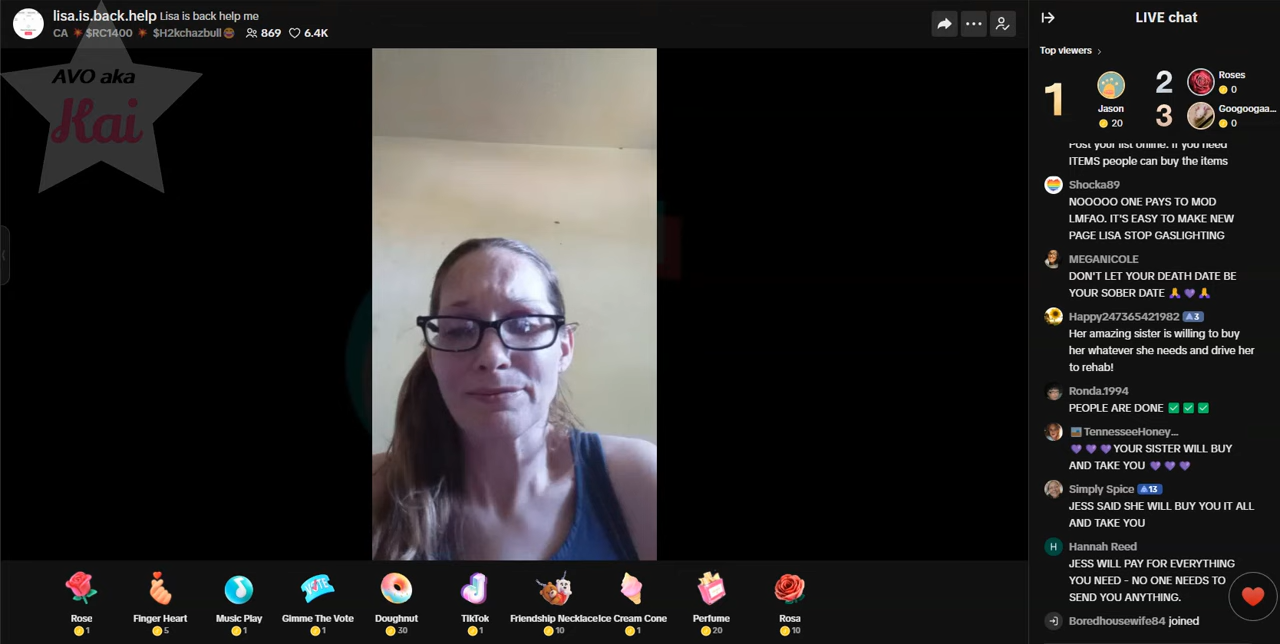 lisa.is.back.help Lisa is back help me
CA 💥 $RC1400 💥 $H2kchazbull 869 6.4K
AVO aka
Kai
LIVE chat
Top viewers >
1
Jason
20
2
Roses
0
3
Googoogaa...
0
Post your list online. If you need
ITEMS people can buy the items
Shocka89
NOOOOO ONE PAYS TO MOD
LMFAO. IT'S EASY TO MAKE NEW
PAGE LISA STOP GASLIGHTING
MEGANICOLE
DON'T LET YOUR DEATH DATE BE
YOUR SOBER DATE 🙏 💜 🙏
Happy247365421982 3
Her amazing sister is willing to buy
her whatever she needs and drive her
to rehab!
Ronda.1994
PEOPLE ARE DONE ✅ ✅ ✅
TennesseeHoney...
💜 💜 💜 YOUR SISTER WILL BUY
AND TAKE YOU 💜 💜 💜
Simply Spice 13
JESS SAID SHE WILL BUY YOU IT ALL
AND TAKE YOU
H Hannah Reed
JESS WILL PAY FOR EVERYTHING
YOU NEED - NO ONE NEEDS TO
SEND YOU ANYTHING.
Boredhousewife84 joined
VOTE
Rose Finger Heart Music Play Gimme The Vote Doughnut TikTok Friendship Necklace Ice Cream Cone Perfume Rosa
1 5 1 1 30 1 10 1 20 10